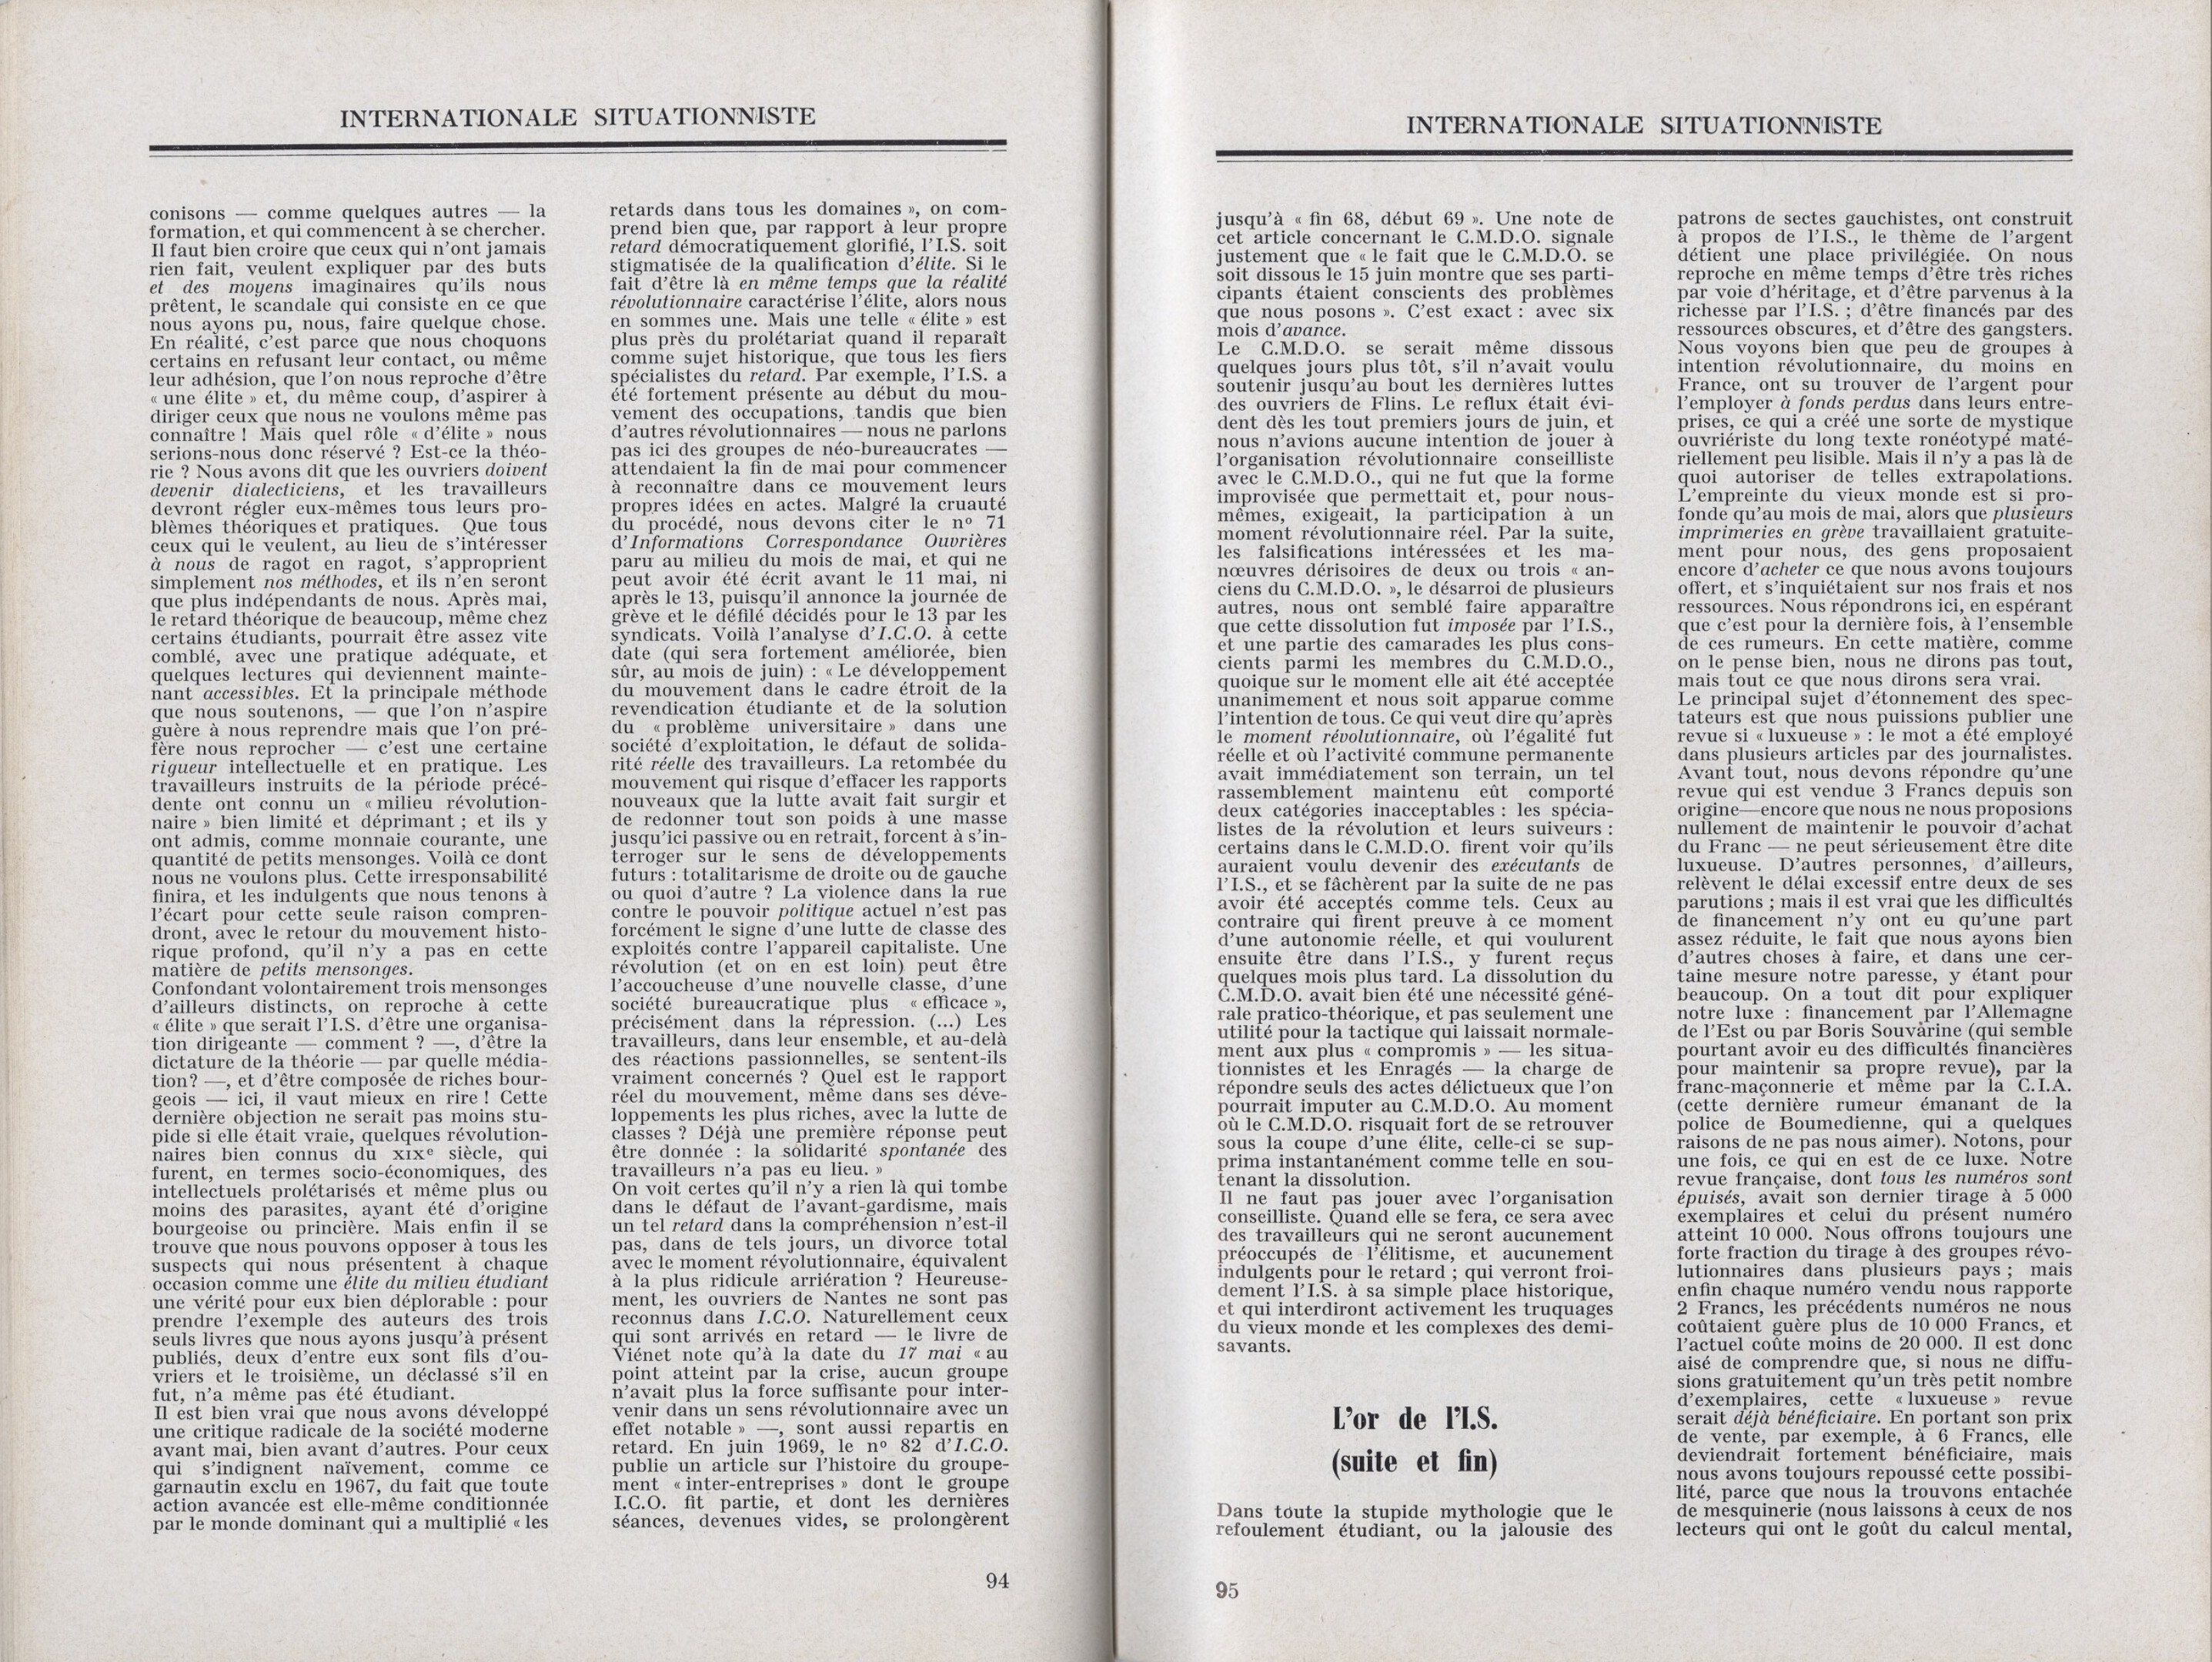 INTERNATIONALE SITUATIONNISTE
conisons — comme quelques autres — la
formation, et qui commencent à se chercher.
Il faut bien croire que ceux qui n'ont jamais
rien fait, veulent expliquer par des buts
et des moyens imaginaires qu'ils nous
prêtent, le scandale qui consiste en ce que
nous ayons pu, nous, faire quelque chose.
En réalité, c'est parce que nous choquons
certains en refusant leur contact, ou même
leur adhésion, que l'on nous reproche d'être
« une élite » et, du même coup, d'aspirer à
diriger ceux que nous ne voulons même pas
connaître ! Mais quel rôle « d'élite » nous
serions-nous donc réservé ? Est-ce la théo-
rie ? Nous avons dit que les ouvriers doivent
devenir dialecticiens, et les travailleurs
devront régler eux-mêmes tous leurs pro-
blèmes théoriques et pratiques. Que tous
ceux qui le veulent, au lieu de s'intéresser
à nous de ragot en ragot, s'approprient
simplement nos méthodes, et ils n'en seront
que plus indépendants de nous. Après mai,
le retard théorique de beaucoup, même chez
certains étudiants, pourrait être assez vite
comblé, avec une pratique adéquate, et
quelques lectures qui deviennent mainte-
nant accessibles. Et la principale méthode
que nous soutenons, — que l'on n'aspire
guère à nous reprendre mais que l'on pré-
fère nous reprocher — c'est une certaine
rigueur intellectuelle et en pratique. Les
travailleurs instruits de la période précé-
dente ont connu un « milieu révolution-
naire » bien limité et déprimant ; et ils y
ont admis, comme monnaie courante, une
quantité de petits mensonges. Voilà ce dont
nous ne voulons plus. Cette irresponsabilité
finira, et les indulgents que nous tenons à
l'écart pour cette seule raison compren-
dront, avec le retour du mouvement histo-
rique profond, qu'il n'y a pas en cette
matière de petits mensonges.
Confondant volontairement trois mensonges
d'ailleurs distincts, on reproche à cette
« élite » que serait l'I.S. d'être une organisa-
tion dirigeante — comment ? —, d'être la
dictature de la théorie — par quelle média-
tion? —, et d'être composée de riches bour-
geois — ici, il vaut mieux en rire ! Cette
dernière objection ne serait pas moins stu-
pide si elle était vraie, quelques révolution-
naires bien connus du XIXe siècle, qui
furent, en termes socio-économiques, des
intellectuels prolétarisés et même plus ou
moins des parasites, ayant été d'origine
bourgeoise ou princière. Mais enfin il se
trouve que nous pouvons opposer à tous les
suspects qui nous présentent à chaque
occasion comme une élite du milieu étudiant
une vérité pour eux bien déplorable : pour
prendre l'exemple des auteurs des trois
seuls livres que nous ayons jusqu'à présent
publiés, deux d'entre eux sont fils d'ou-
vriers et le troisième, un déclassé s'il en
fut, n'a même pas été étudiant.
Il est bien vrai que nous avons développé
une critique radicale de la société moderne
avant mai, bien avant d'autres. Pour ceux
qui s'indignent naïvement, comme ce
garnautin exclu en 1967, du fait que toute
action avancée est elle-même conditionnée
par le monde dominant qui a multiplié « les
retards dans tous les domaines », on com-
prend bien que, par rapport à leur propre
retard démocratiquement glorifié, l'I.S. soit
stigmatisée de la qualification d'élite. Si le
fait d'être là en même temps que la réalité
révolutionnaire caractérise l'élite, alors nous
en sommes une. Mais une telle « élite » est
plus près du prolétariat quand il reparaît
comme sujet historique, que tous les fiers
spécialistes du retard. Par exemple, l'I.S. a
été fortement présente au début du mou-
vement des occupations, tandis que bien
d'autres révolutionnaires — nous ne parlons
pas ici des groupes de néo-bureaucrates —
attendaient la fin de mai pour commencer
à reconnaître dans ce mouvement leurs
propres idées en actes. Malgré la cruauté
du procédé, nous devons citer le n° 71
d'Informations Correspondance Ouvrières
paru au milieu du mois de mai, et qui ne
peut avoir été écrit avant le 11 mai, ni
après le 13, puisqu'il annonce la journée de
grève et le défilé décidés pour le 13 par les
syndicats. Voilà l'analyse d'I.C.O. à cette
date (qui sera fortement améliorée, bien
sûr, au mois de juin) : « Le développement
du mouvement dans le cadre étroit de la
revendication étudiante et de la solution
du « problème universitaire » dans une
société d'exploitation, le défaut de solida-
rité réelle des travailleurs. La retombée du
mouvement qui risque d'effacer les rapports
nouveaux que la lutte avait fait surgir et
de redonner tout son poids à une masse
jusqu'ici passive ou en retrait, forcent à s'in-
terroger sur le sens de développements
futurs : totalitarisme de droite ou de gauche
ou quoi d'autre ? La violence dans la rue
contre le pouvoir politique actuel n'est pas
forcément le signe d'une lutte de classe des
exploités contre l'appareil capitaliste. Une
révolution (et on en est loin) peut être
l'accoucheuse d'une nouvelle classe, d'une
société bureaucratique plus « efficace »,
précisément dans la répression. (...) Les
travailleurs, dans leur ensemble, et au-delà
des réactions passionnelles, se sentent-ils
vraiment concernés ? Quel est le rapport
réel du mouvement, même dans ses déve-
loppements les plus riches, avec la lutte de
classes ? Déjà une première réponse peut
être donnée : la solidarité spontanée des
travailleurs n'a pas eu lieu. »
On voit certes qu'il n'y a rien là qui tombe
dans le défaut de l'avant-gardisme, mais
un tel retard dans la compréhension n'est-il
pas, dans de tels jours, un divorce total
avec le moment révolutionnaire, équivalent
à la plus ridicule arriération ? Heureuse-
ment, les ouvriers de Nantes ne sont pas
reconnus dans I.C.O. Naturellement ceux
qui sont arrivés en retard — le livre de
Viénet note qu'à la date du 17 mai « au
point atteint par la crise, aucun groupe
n'avait plus la force suffisante pour inter-
venir dans un sens révolutionnaire avec un
effet notable » —, sont aussi repartis en
retard. En juin 1969, le n° 82 d'I.C.O.
publie un article sur l'histoire du groupe-
ment « inter-entreprises » dont le groupe
I.C.O. fit partie, et dont les dernières
séances, devenues vides, se prolongèrent
94
INTERNATIONALE SITUATIONNISTE
jusqu'à « fin 68, début 69 ». Une note de
cet article concernant le C.M.D.O. signale
justement que « le fait que le C.M.D.O. se
soit dissous le 15 juin montre que ses parti-
cipants étaient conscients des problèmes
que nous posons ». C'est exact : avec six
mois d'avance.
Le C.M.D.O. se serait même dissous
quelques jours plus tôt, s'il n'avait voulu
soutenir jusqu'au bout les dernières luttes
des ouvriers de Flins. Le reflux était évi-
dent dès les tout premiers jours de juin, et
nous n'avions aucune intention de jouer à
l'organisation révolutionnaire conseilliste
avec le C.M.D.O., qui ne fut que la forme
improvisée que permettait et, pour nous-
mêmes, exigeait, la participation à un
moment révolutionnaire réel. Par la suite,
les falsifications intéressées et les ma-
nœuvres dérisoires de deux ou trois « an-
ciens du C.M.D.O. », le désarroi de plusieurs
autres, nous ont semblé faire apparaître
que cette dissolution fut imposée par l'I.S.,
et une partie des camarades les plus cons-
cients parmi les membres du C.M.D.O.,
quoique sur le moment elle ait été acceptée
unanimement et nous soit apparue comme
l'intention de tous. Ce qui veut dire qu'après
le moment révolutionnaire, où l'égalité fut
réelle et où l'activité commune permanente
avait immédiatement son terrain, un tel
rassemblement maintenu eût comporté
deux catégories inacceptables : les spécia-
listes de la révolution et leurs suiveurs :
certains dans le C.M.D.O. firent voir qu'ils
auraient voulu devenir des exécutants de
l'I.S., et se fâchèrent par la suite de ne pas
avoir été acceptés comme tels. Ceux au
contraire qui firent preuve à ce moment
d'une autonomie réelle, et qui voulurent
ensuite être dans l'I.S., y furent reçus
quelques mois plus tard. La dissolution du
C.M.D.O. avait bien été une nécessité géné-
rale pratico-théorique, et pas seulement une
utilité pour la tactique qui laissait normale-
ment aux plus « compromis » — les situa-
tionnistes et les Enragés — la charge de
répondre seuls des actes délictueux que l'on
pourrait imputer au C.M.D.O. Au moment
où le C.M.D.O. risquait fort de se retrouver
sous la coupe d'une élite, celle-ci se sup-
prima instantanément comme telle en sou-
tenant la dissolution.
Il ne faut pas jouer avec l'organisation
conseilliste. Quand elle se fera, ce sera avec
des travailleurs qui ne seront aucunement
préoccupés de l'élitisme, et aucunement
indulgents pour le retard ; qui verront froi-
dement l'I.S. à sa simple place historique,
et qui interdiront activement les truquages
du vieux monde et les complexes des demi-
savants.
L'or de l'I.S.
(suite et fin)
Dans toute la stupide mythologie que le
refoulement étudiant, ou la jalousie des
patrons de sectes gauchistes, ont construit
à propos de l'I.S., le thème de l'argent
détient une place privilégiée. On nous
reproche en même temps d'être très riches
par voie d'héritage, et d'être parvenus à la
richesse par l'I.S. ; d'être financés par des
ressources obscures, et d'être des gangsters.
Nous voyons bien que peu de groupes à
intention révolutionnaire, du moins en
France, ont su trouver de l'argent pour
l'employer à fonds perdus dans leurs entre-
prises, ce qui a créé une sorte de mystique
ouvriériste du long texte ronéotypé maté-
riellement peu lisible. Mais il n'y a pas là de
quoi autoriser de telles extrapolations.
L'empreinte du vieux monde est si pro-
fonde qu'au mois de mai, alors que plusieurs
imprimeries en grève travaillaient gratuite-
ment pour nous, des gens proposaient
encore d'acheter ce que nous avons toujours
offert, et s'inquiétaient sur nos frais et nos
ressources. Nous répondrons ici, en espérant
que c'est pour la dernière fois, à l'ensemble
de ces rumeurs. En cette matière, comme
on le pense bien, nous ne dirons pas tout,
mais tout ce que nous dirons sera vrai.
Le principal sujet d'étonnement des spec-
tateurs est que nous puissions publier une
revue si « luxueuse » : le mot a été employé
dans plusieurs articles par des journalistes.
Avant tout, nous devons répondre qu'une
revue qui est vendue 3 Francs depuis son
origine—encore que nous ne nous proposions
nullement de maintenir le pouvoir d'achat
du Franc — ne peut sérieusement être dite
luxueuse. D'autres personnes, d'ailleurs,
relèvent le délai excessif entre deux de ses
parutions ; mais il est vrai que les difficultés
de financement n'y ont eu qu'une part
assez réduite, le fait que nous ayons bien
d'autres choses à faire, et dans une cer-
taine mesure notre paresse, y étant pour
beaucoup. On a tout dit pour expliquer
notre luxe : financement par l'Allemagne
de l'Est ou par Boris Souvarine (qui semble
pourtant avoir eu des difficultés financières
pour maintenir sa propre revue), par la
franc-maçonnerie et même par la C.I.A.
(cette dernière rumeur émanant de la
police de Boumedienne, qui a quelques
raisons de ne pas nous aimer). Notons, pour
une fois, ce qui en est de ce luxe. Notre
revue française, dont tous les numéros sont
épuisés, avait son dernier tirage à 5 000
exemplaires et celui du présent numéro
atteint 10 000. Nous offrons toujours une
forte fraction du tirage à des groupes révo-
lutionnaires dans plusieurs pays ; mais
enfin chaque numéro vendu nous rapporte
2 Francs, les précédents numéros ne nous
coûtaient guère plus de 10 000 Francs, et
l'actuel coûte moins de 20 000. Il est donc
aisé de comprendre que, si nous ne diffu-
sions gratuitement qu'un très petit nombre
d'exemplaires, cette « luxueuse » revue
serait déjà bénéficiaire. En portant son prix
de vente, par exemple, à 6 Francs, elle
deviendrait fortement bénéficiaire, mais
nous avons toujours repoussé cette possibi-
lité, parce que nous la trouvons entachée
de mesquinerie (nous laissons à ceux de nos
lecteurs qui ont le goût du calcul mental,
95